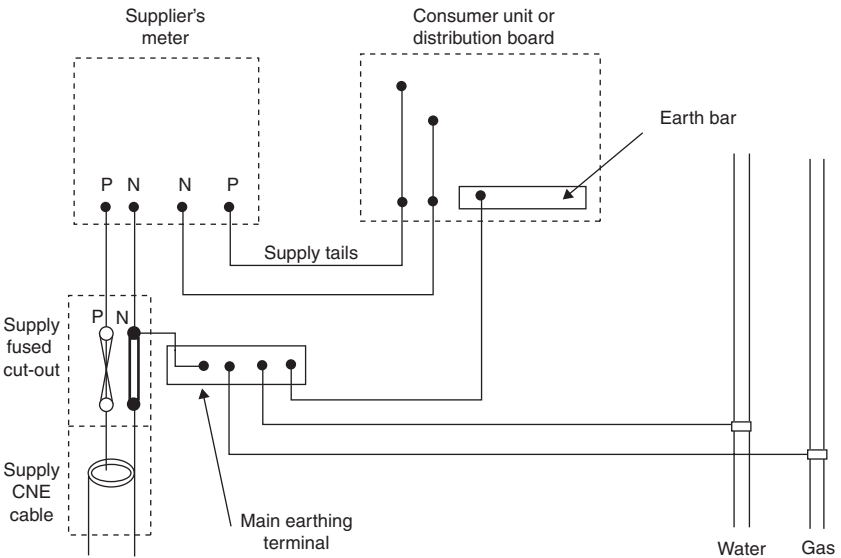 Supplier's
meter
Consumer unit or
distribution board
Earth bar
P N N P
Supply tails
P N
Supply
fused
cut-out
Supply
CNE
cable
Main earthing
terminal
Water
Gas